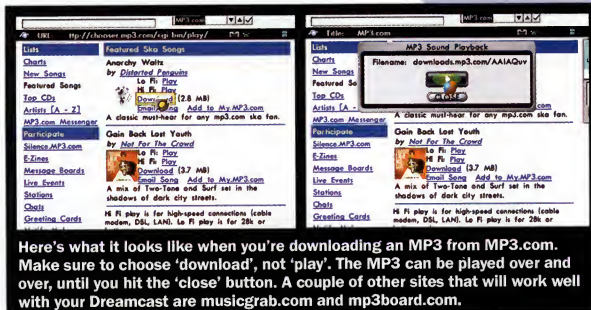 MP3.com
URL: ttp://chooser.mp3.com/cgi bin/play/
Lists
Charts
New Songs
Featured Songs
Top CDs
Artists [A - Z]
MP3.com Messenger
Participate
Silence.MP3.com
E-Zines
Message Boards
Live Events
Stations
Chats
Greeting Cards
Featured Ska Songs
Anarchy Waltz
by Distorted Penguins
Lo Fi: Play
Hi Fi: Play
Download (2.8 MB)
Email Song Add to My.MP3.com
A classic must-hear for any mp3.com ska fan.
Gain Back Lost Youth
by Not For The Crowd
Lo Fi: Play
Hi Fi: Play
Download (3.7 MB)
Email Song Add to My.MP3.com
A mix of Two-Tone and Surf set in the
shadows of dark city streets.
Hi Fi play is for high-speed connections (cable
modem, DSL, LAN). Lo Fi play is for 28k or
MP3.com
Title: MP3.com
Lists
Charts
New Songs
Featured So
Top CDs
Artists [A
MP3.com Messenger
Participate
Silence.MP3.com
E-Zines
Message Boards
Live Events
Stations
Chats
Greeting Cards
MP3 Sound Playback
Filename: downloads.mp3.com/AAIAQuv
CLOSE
A classic must-hear for any mp3.com ska fan.
Gain Back Lost Youth
by Not For The Crowd
Lo Fi: Play
Hi Fi: Play
Download (3.7 MB)
Email Song Add to My.MP3.com
A mix of Two-Tone and Surf set in the
shadows of dark city streets.
Hi Fi play is for high-speed connections (cable
modem, DSL, LAN). Lo Fi play is for 28k or
Here's what it looks like when you're downloading an MP3 from MP3.com.
Make sure to choose 'download', not 'play'. The MP3 can be played over and
over, until you hit the 'close' button. A couple of other sites that will work well
with your Dreamcast are musicgrab.com and mp3board.com.